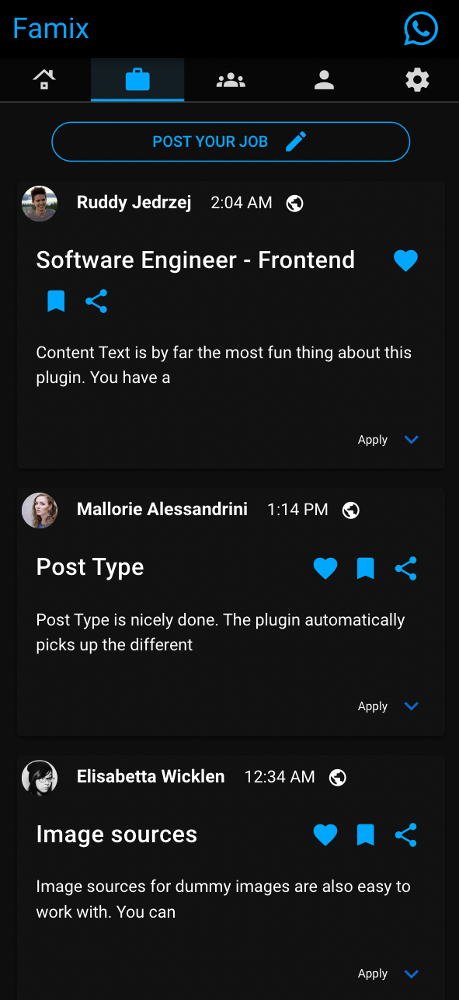 Famix
POST YOUR JOB
Ruddy Jedrzej 2:04 AM
Software Engineer - Frontend
Content Text is by far the most fun thing about this
plugin. You have a
Apply
Mallorie Alessandrini 1:14 PM
Post Type
Post Type is nicely done. The plugin automatically
picks up the different
Apply
Elisabetta Wicklen 12:34 AM
Image sources
Image sources for dummy images are also easy to
work with. You can
Apply